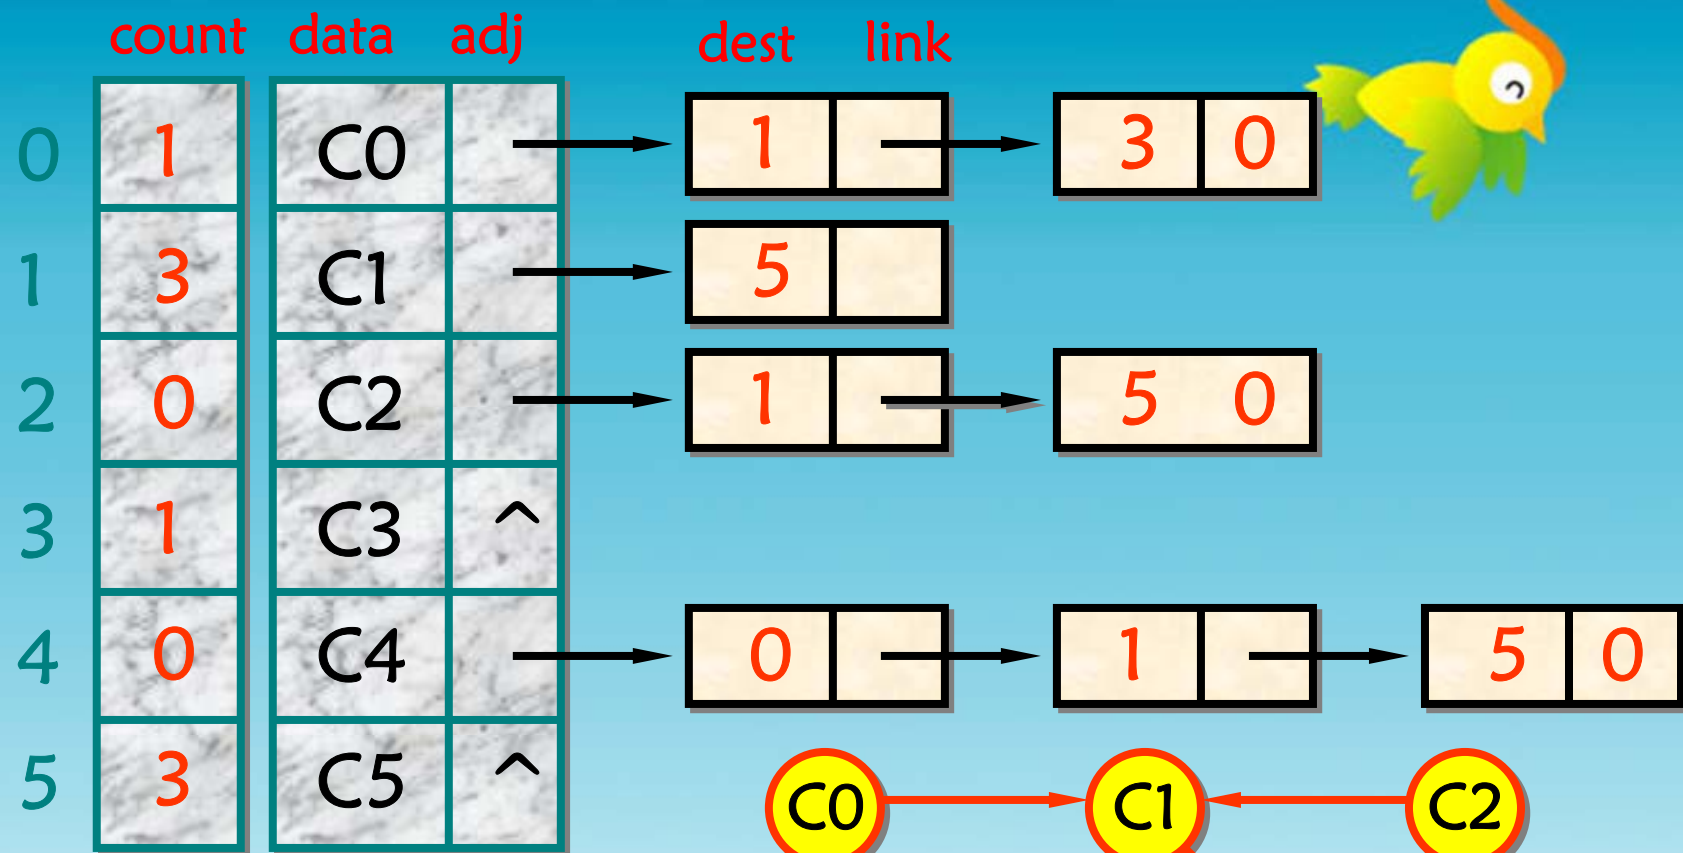 count data adj dest link
0 1 C0 1 3 0
1 3 C1 5
2 0 C2 1 5 0
3 1 C3 ^
4 0 C4 0 1 5 0
5 3 C5 ^
C0 C1 C2